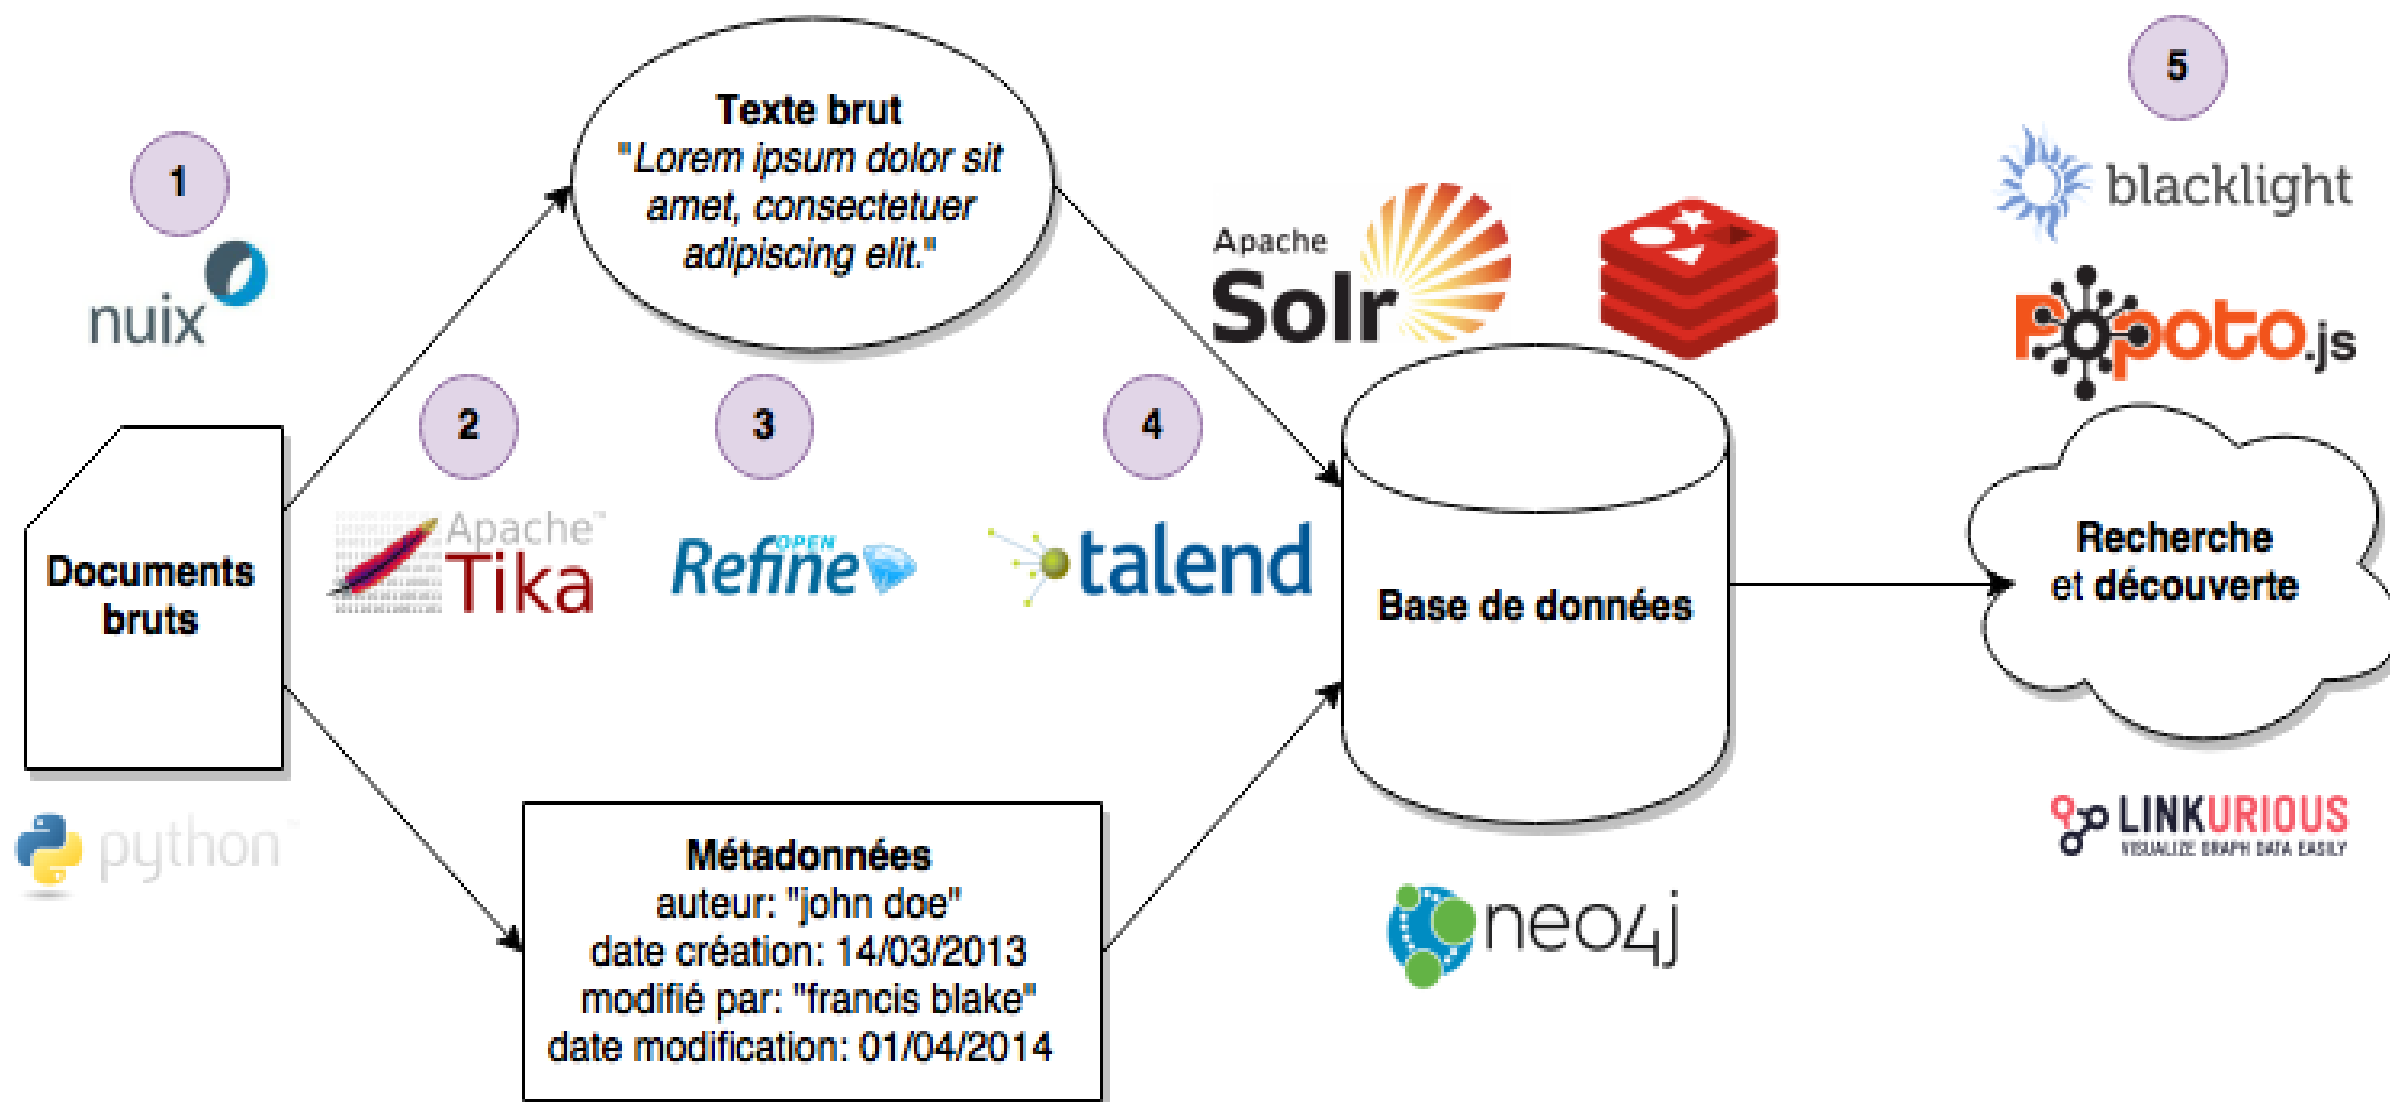 1
nuix
Documents
bruts
python
Texte brut
"Lorem ipsum dolor sit
amet, consectetuer
adipiscing elit."
2
Apache™
Tika
3
OPEN
Refine
4
talend
Métadonnées
auteur: "john doe"
date création: 14/03/2013
modifié par: "francis blake"
date modification: 01/04/2014
Apache
Solr
Base de données
neo4j
5
blacklight
Popoto.js
Recherche
et découverte
LINKURIOUS
VISUALIZE GRAPH DATA EASILY